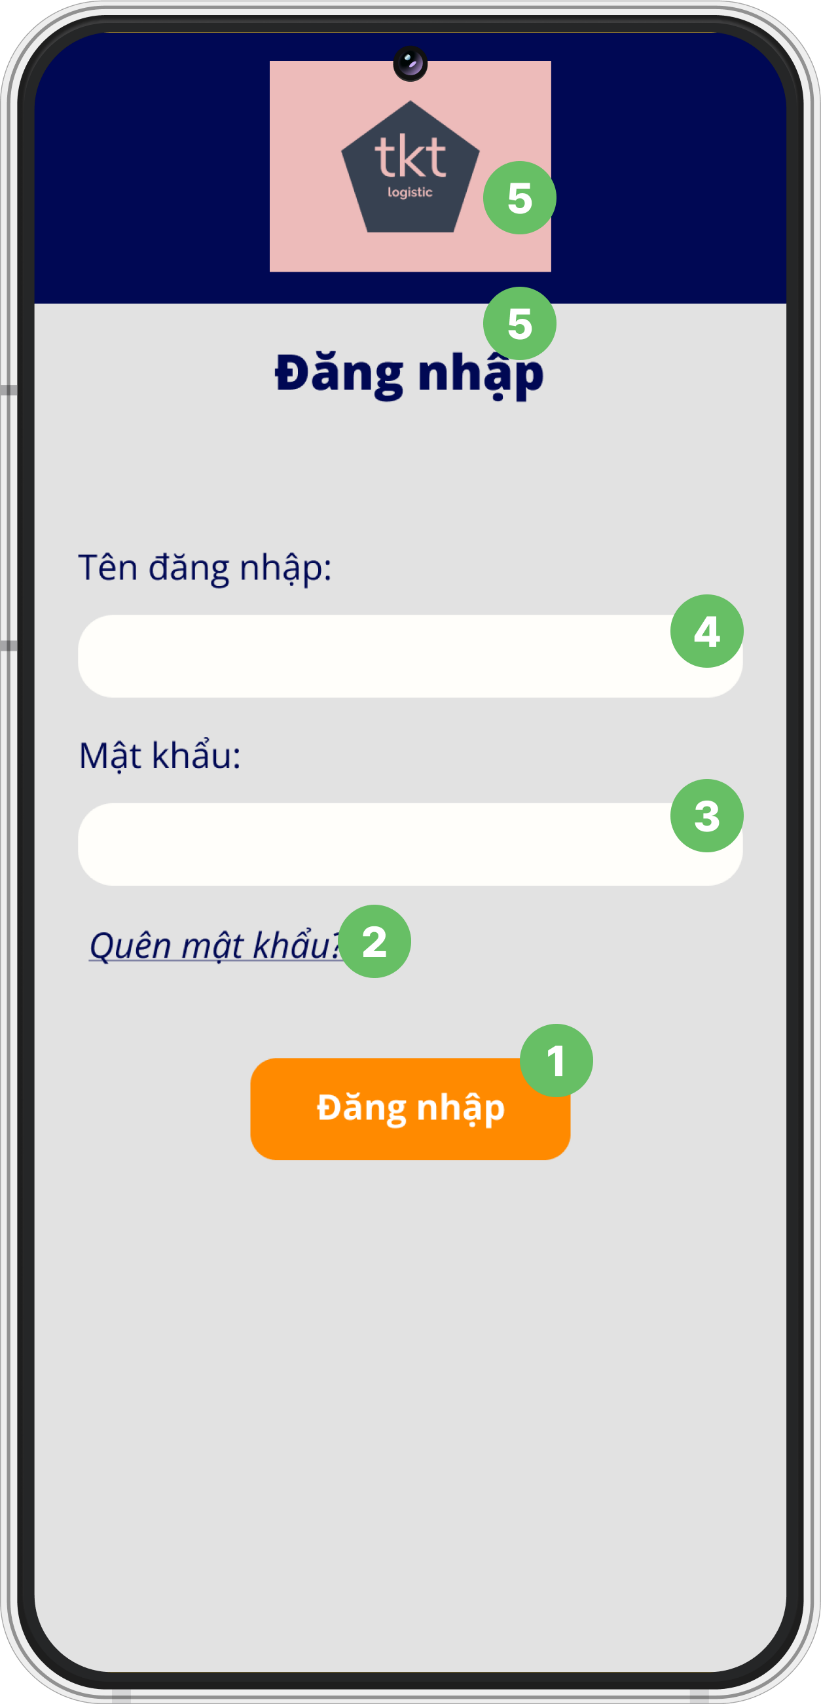 tkt
logistic
5
5
Đăng nhập
Tên đăng nhập:
4
Mật khẩu:
3
Quên mật khẩu?
2
1
Đăng nhập